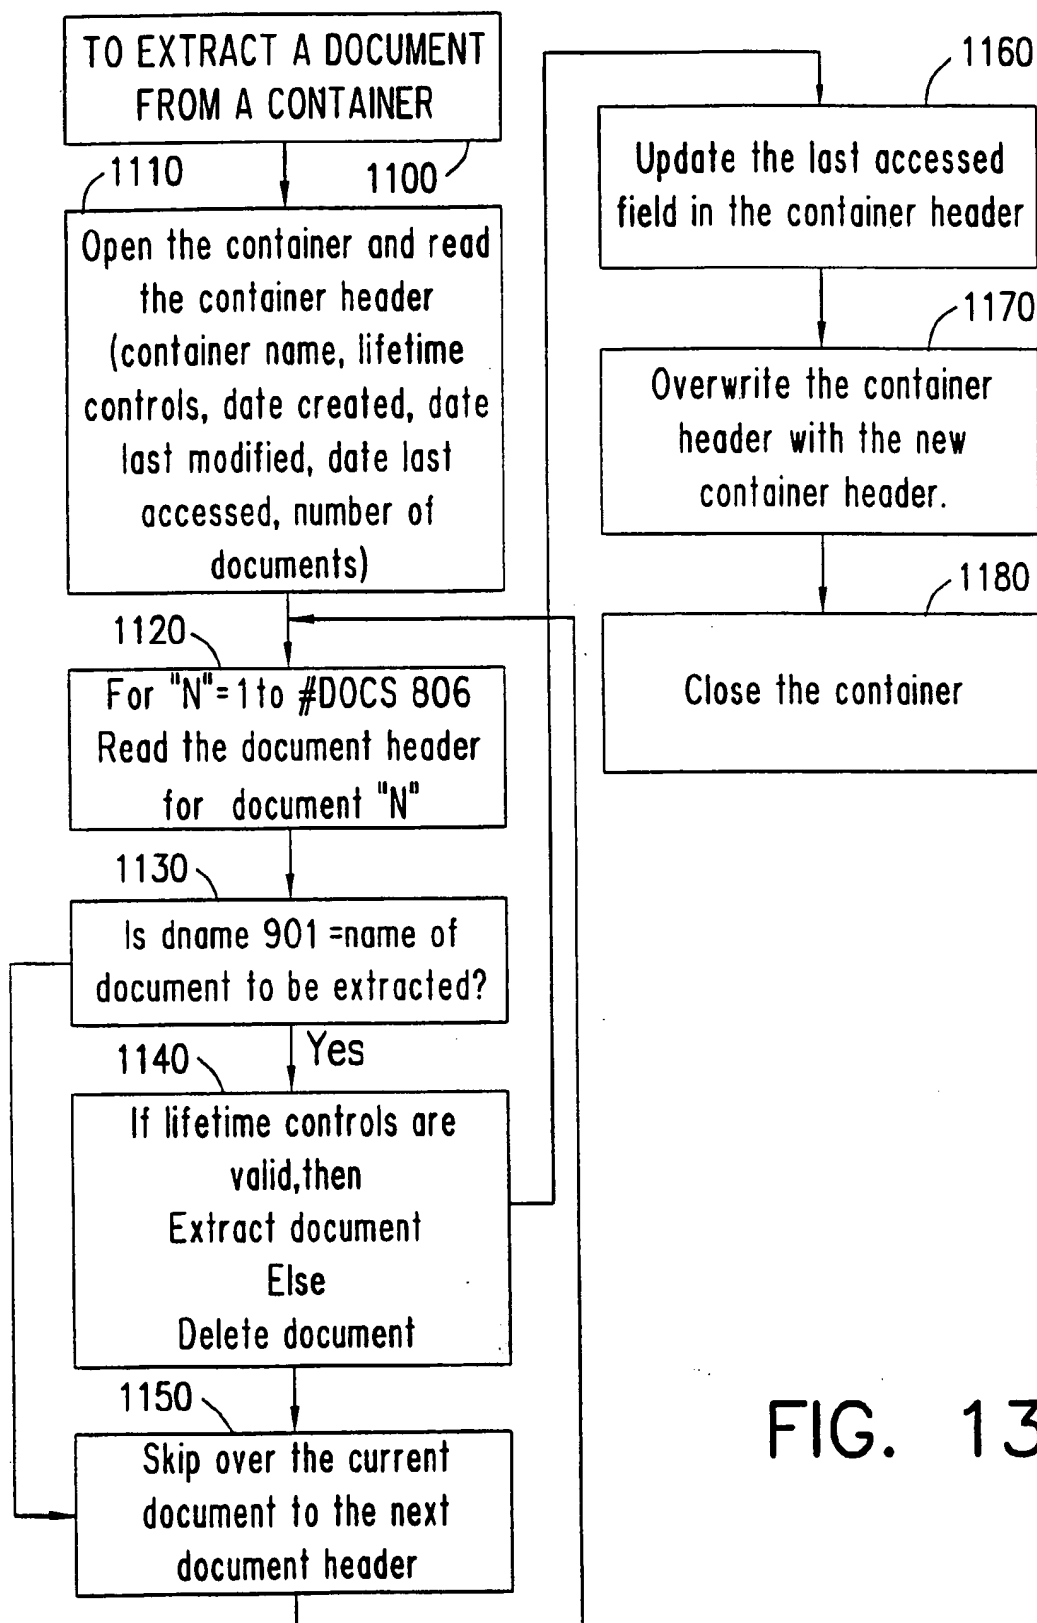 TO EXTRACT A DOCUMENT
FROM A CONTAINER
1100
1110
Open the container and read
the container header
(container name, lifetime
controls, date created, date
last modified, date last
accessed, number of
documents)
1120
For "N"=1 to #DOCS 806
Read the document header
for document "N"
1130
Is dname 901 =name of
document to be extracted?
Yes
1140
If lifetime controls are
valid,then
Extract document
Else
Delete document
1150
Skip over the current
document to the next
document header
1160
Update the last accessed
field in the container header
1170
Overwrite the container
header with the new
container header.
1180
Close the container
FIG. 13